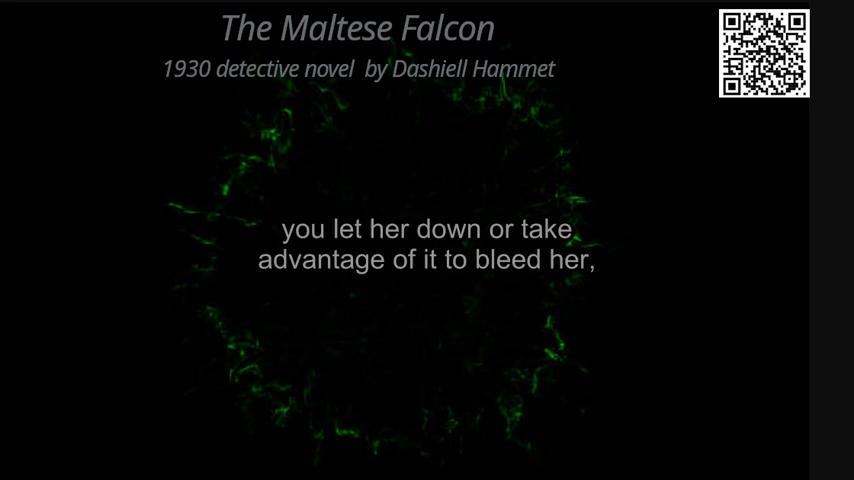 The Maltese Falcon
1930 detective novel by Dashiell Hammet
you let her down or take
advantage of it to bleed her,